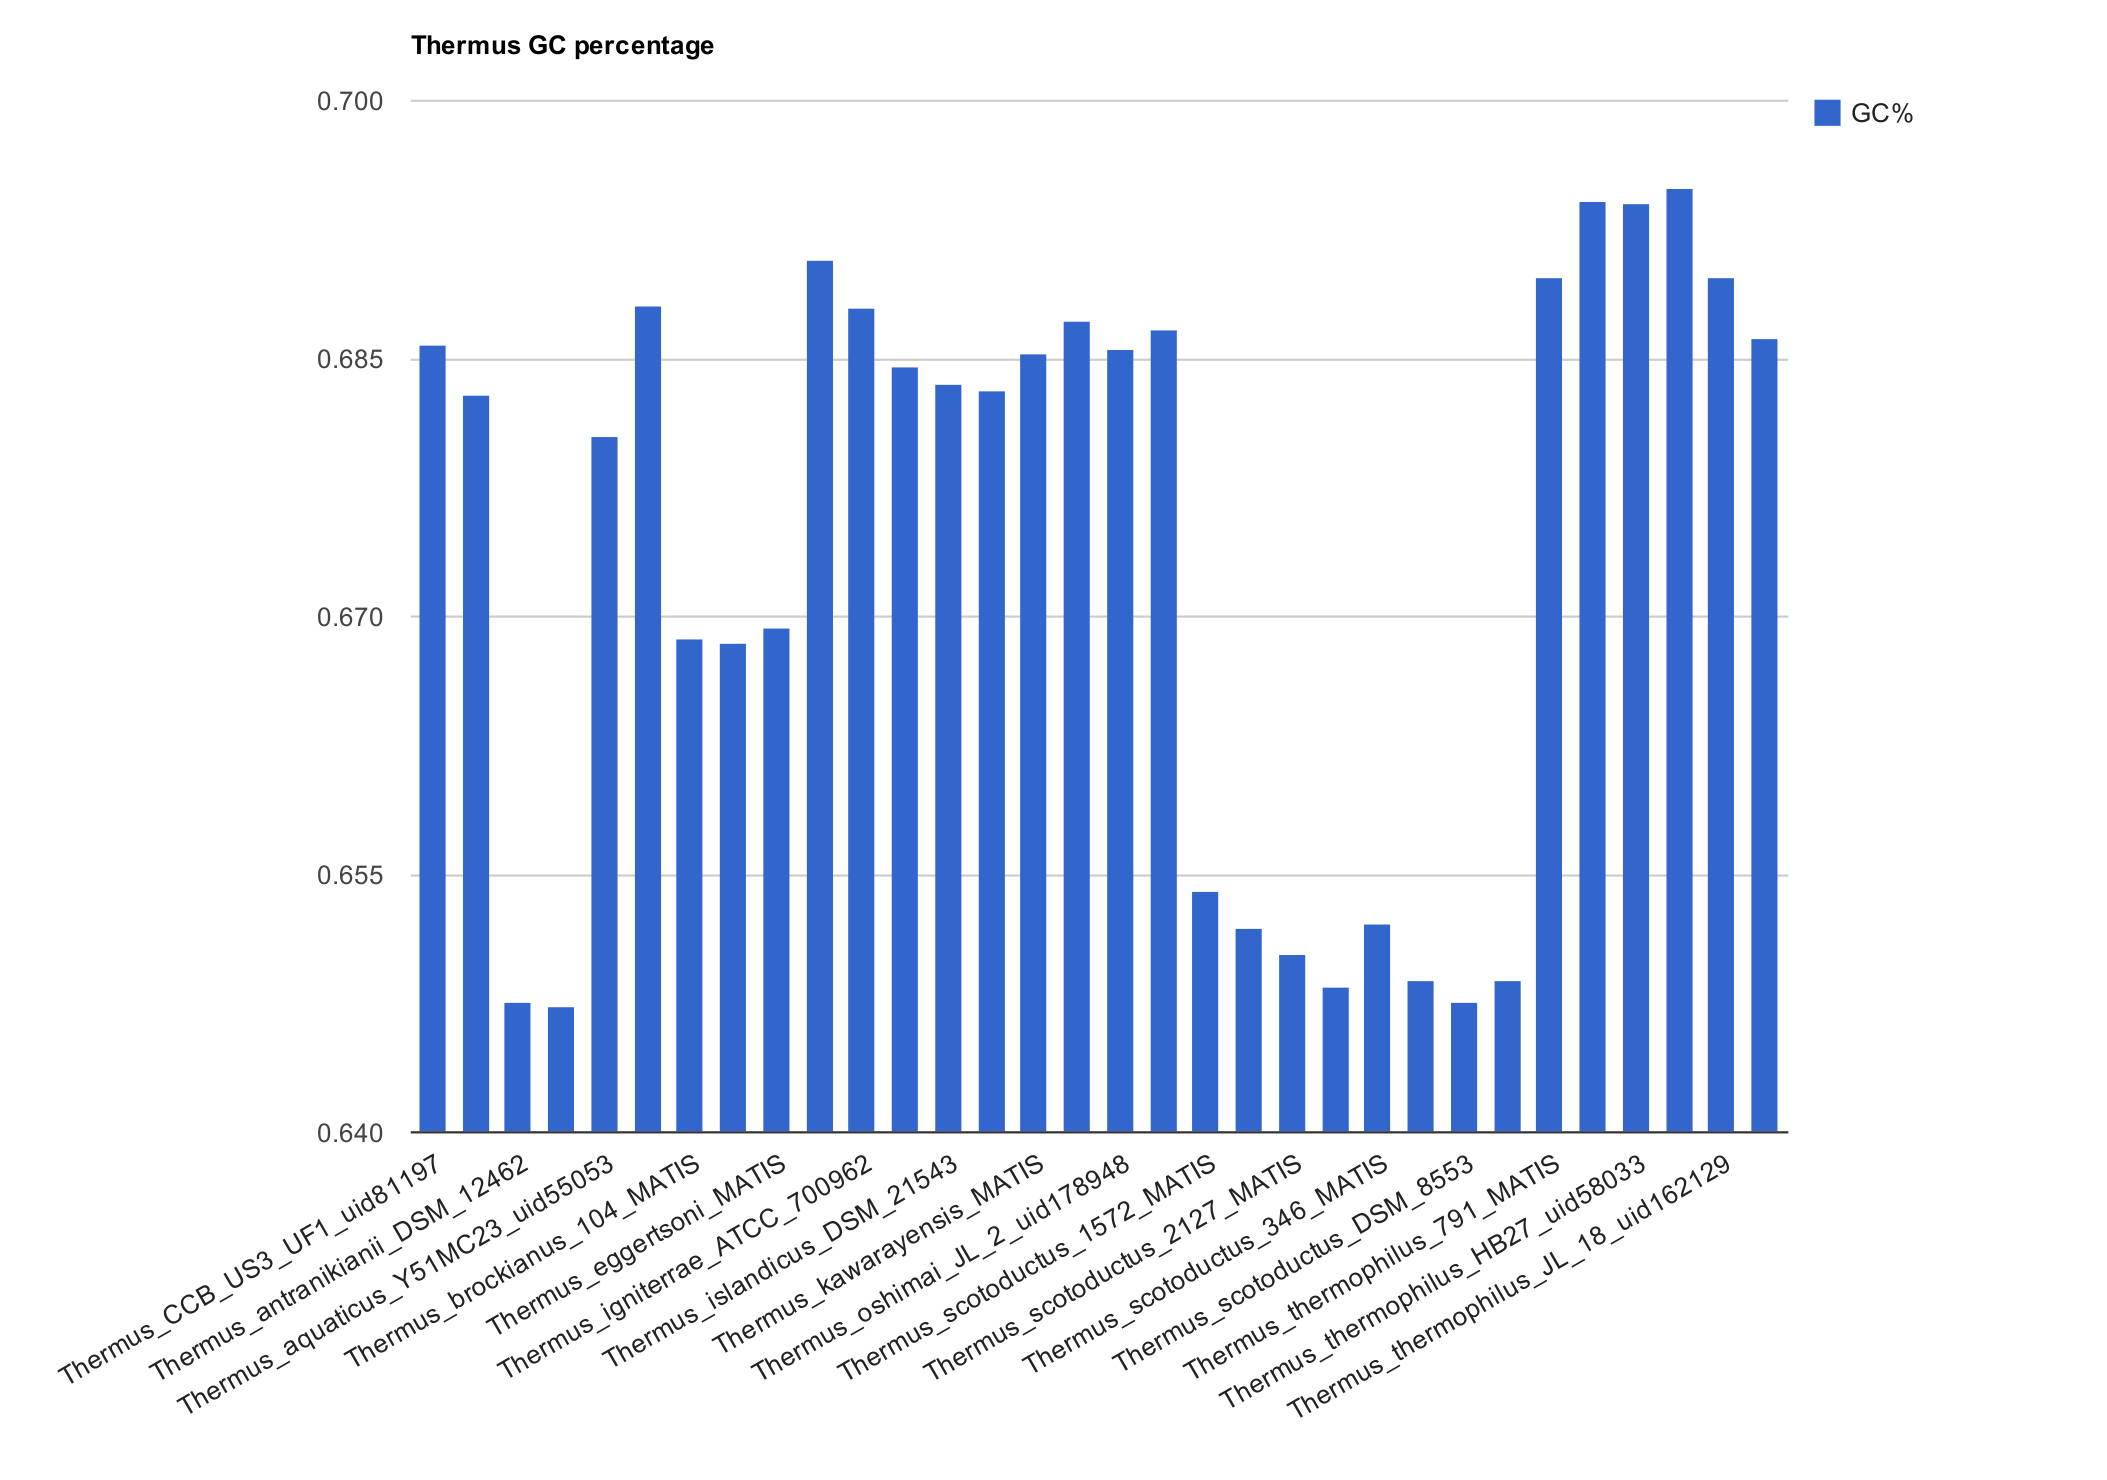 Thermus GC percentage
0.700
GC%
0.685
0.670
0.655
0.640
Thermus_CCB_US3_UF1_uid81197
Thermus_antranikianii_DSM_12462
Thermus_aquaticus_Y51MC23_uid55053
Thermus_brockianus_104_MATIS
Thermus_eggertsoni_MATIS
Thermus_igniterrae_ATCC_700962
Thermus_islandicus_DSM_21543
Thermus_kawarayensis_MATIS
Thermus_oshimai_JL_2_uid178948
Thermus_scotoductus_1572_MATIS
Thermus_scotoductus_2127_MATIS
Thermus_scotoductus_346_MATIS
Thermus_scotoductus_DSM_8553
Thermus_thermophilus_791_MATIS
Thermus_thermophilus_HB27_uid58033
Thermus_thermophilus_JL_18_uid162129